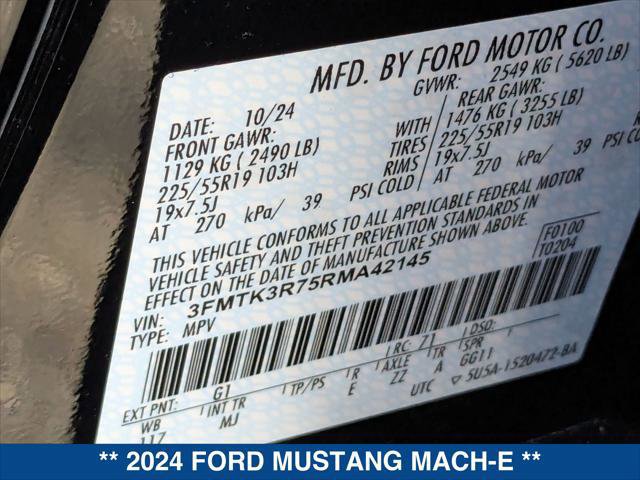 MFD. BY FORD MOTOR CO.
DATE: 10/24 GVWR: 2549 KG (5620 LB)
FRONT GAWR: REAR GAWR:
1129 KG (2490 LB) WITH 1476 KG (3255 LB)
225/55R19 103H TIRES 225/55R19 103H
19x7.5J RIMS 19x7.5J
AT 270 kPa/ 39 PSI COLD AT 270 kPa/ 39 PSI COL
THIS VEHICLE CONFORMS TO ALL APPLICABLE FEDERAL MOTOR
VEHICLE SAFETY AND THEFT PREVENTION STANDARDS IN
EFFECT ON THE DATE OF MANUFACTURE SHOWN ABOVE.
F0100
T0204
VIN: 3FMTK3R75RMA42145
TYPE: MPV
EXT PNT: G1 RC: 71 DSO:
WB INT TR TP/PS R AXLE TR SPR
117 MJ E ZZ A GG11
UTC 5U5A-1520472-BA
** 2024 FORD MUSTANG MACH-E **